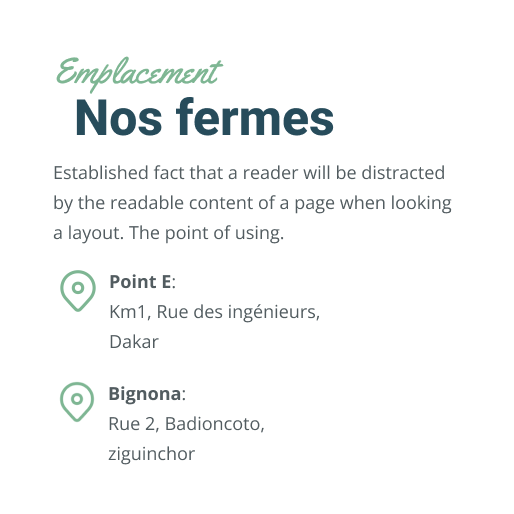 Emplacement
Nos fermes
Established fact that a reader will be distracted
by the readable content of a page when looking
a layout. The point of using.
Point E:
Km1, Rue des ingénieurs,
Dakar
Bignona:
Rue 2, Badioncoto,
ziguinchor